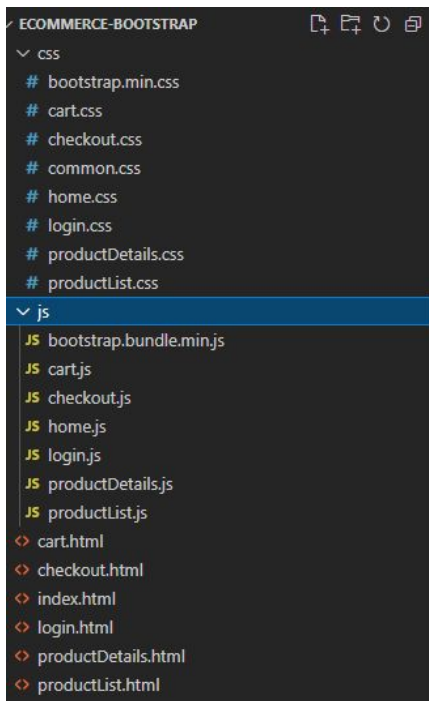 ECOMMERCE-BOOTSTRAP
css
# bootstrap.min.css
# cart.css
# checkout.css
# common.css
# home.css
# login.css
# productDetails.css
# productList.css
js
JS bootstrap.bundle.min.js
JS cart.js
JS checkout.js
JS home.js
JS login.js
JS productDetails.js
JS productList.js
<> cart.html
<> checkout.html
<> index.html
<> login.html
<> productDetails.html
<> productList.html